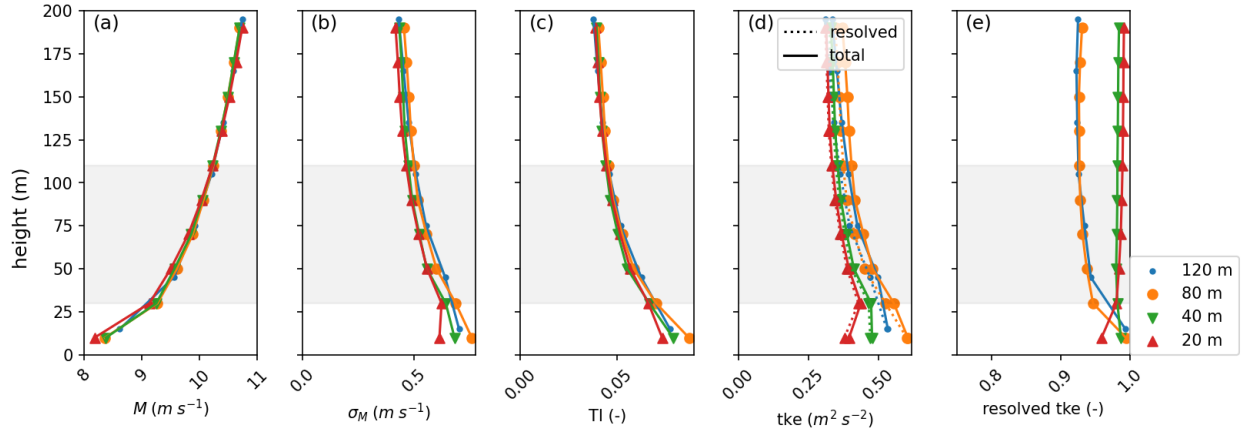 (a) (b) (c) (d) (e)
resolved
total
height (m)
200
175
150
125
100
75
50
25
0
8 9 10 11
M (m s⁻¹)
0.0 0.5
σ_M (m s⁻¹)
0.00 0.05
TI (-)
0.00 0.25 0.50
tke (m² s⁻²)
0.8 0.9 1.0
resolved tke (-)
120 m
80 m
40 m
20 m